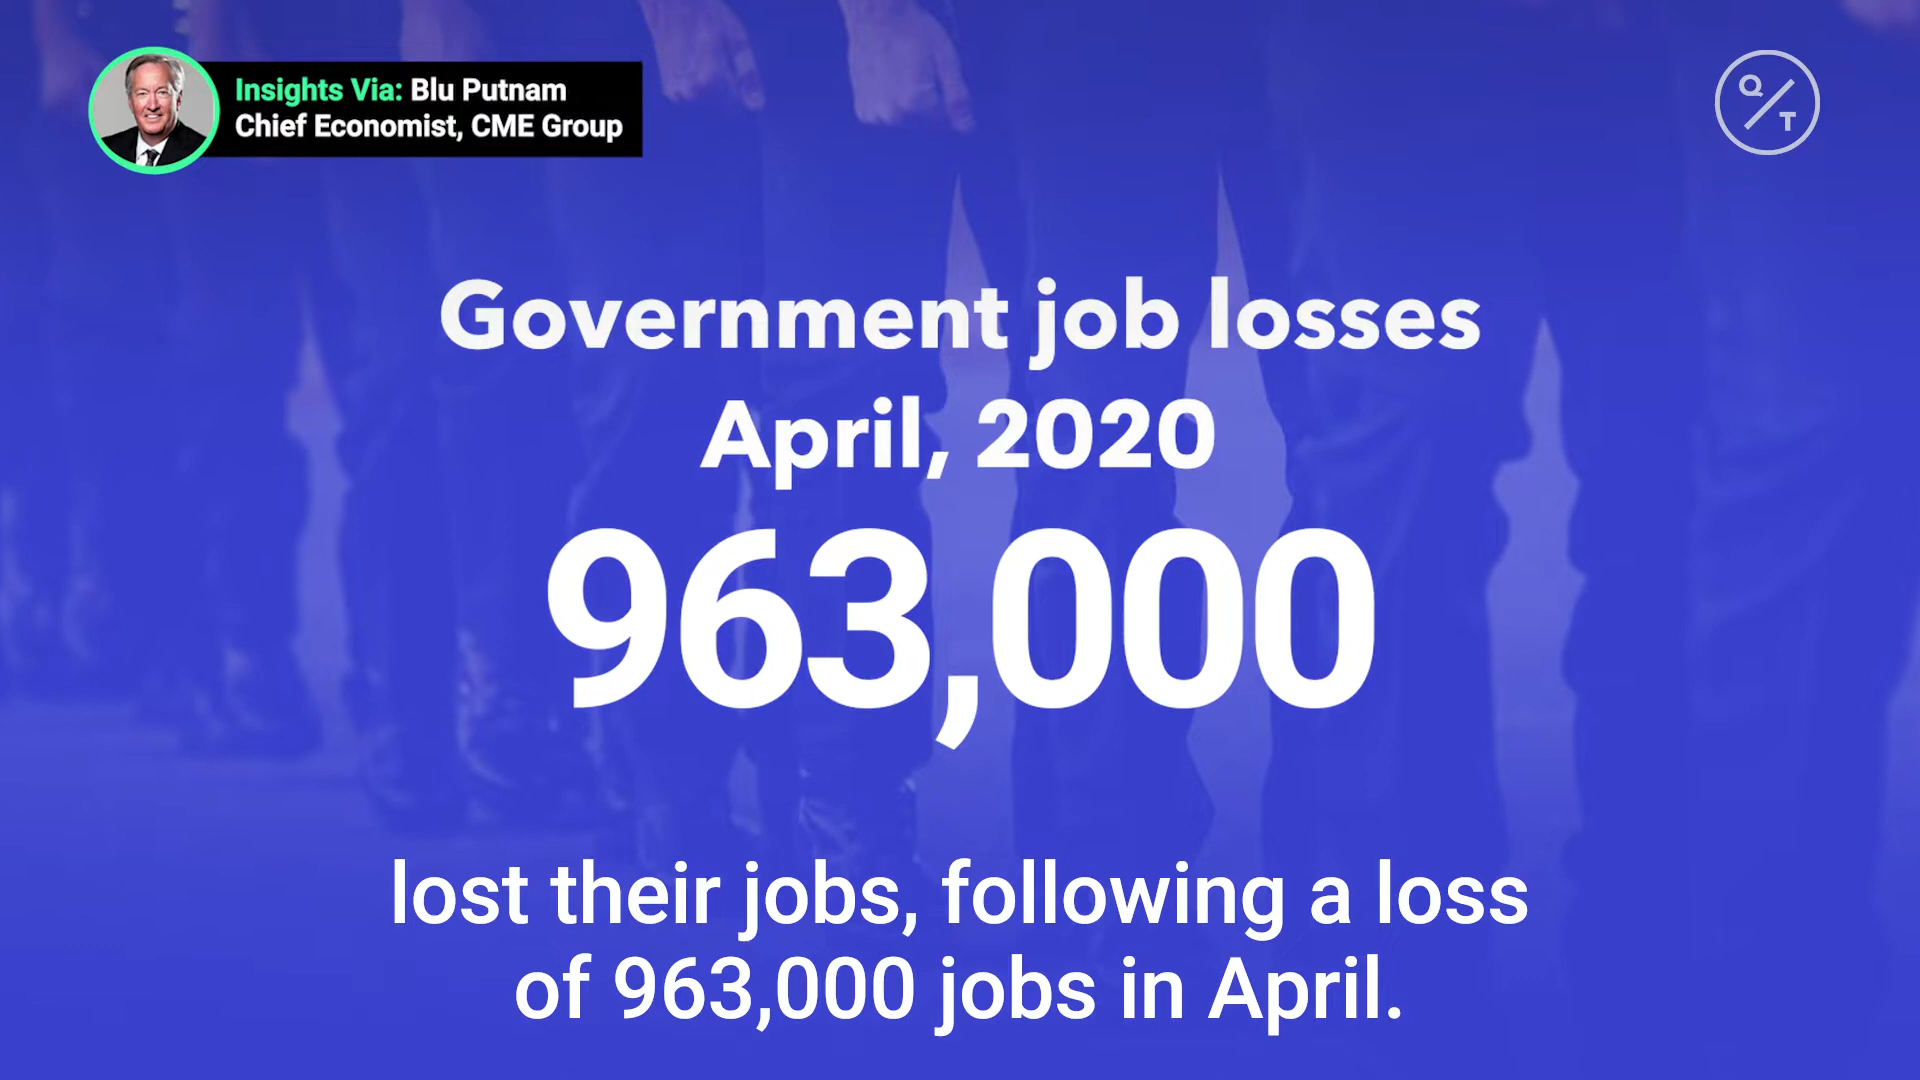 Insights Via: Blu Putnam
Chief Economist, CME Group
Q/T
Government job losses
April, 2020
963,000
lost their jobs, following a loss
of 963,000 jobs in April.